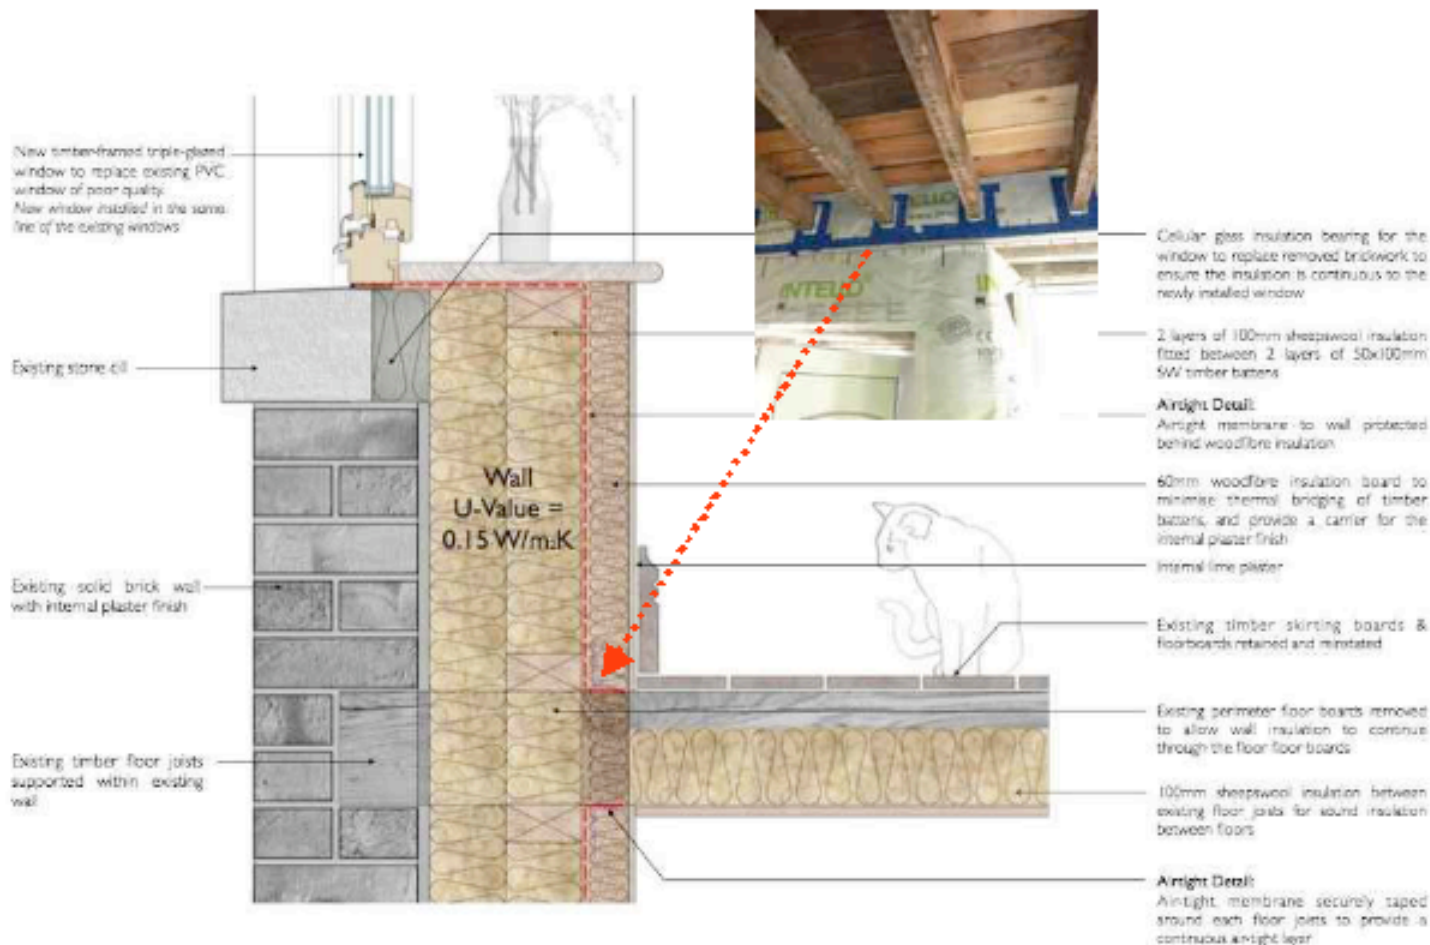 New timber-framed triple-glazed
window to replace existing PVC
window of poor quality.
New window installed in the same
line of the existing windows
Existing stone cill
Existing solid brick wall
with internal plaster finish
Existing timber floor joists
supported within existing
wall
Wall
U-Value =
0.15 W/m2K
INTELLO
INTELLO
IN
CE
Cellular glass insulation bearing for the
window to replace removed brickwork to
ensure the insulation is continuous to the
newly installed window
2 layers of 100mm sheepswool insulation
fitted between 2 layers of 50x100mm
SW timber battens
Airtight Detail:
Airtight membrane to wall protected
behind woodfibre insulation
60mm woodfibre insulation board to
minimise thermal bridging of timber
battens, and provide a carrier for the
internal plaster finish
Internal lime plaster
Existing timber skirting boards &
floorboards retained and reinstated
Existing perimeter floor boards removed
to allow wall insulation to continue
through the floor floor boards
100mm sheepswool insulation between
existing floor joists for sound insulation
between floors
Airtight Detail:
Air-tight membrane securely taped
around each floor joists to provide a
continuous air-tight layer